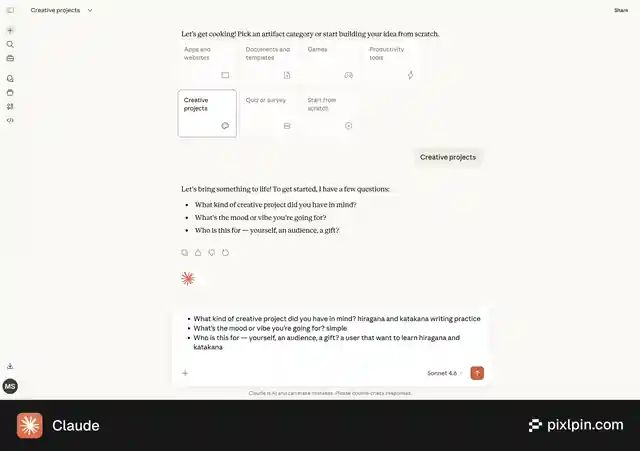 Creative projects
Share
Let's get cooking! Pick an artifact category or start building your idea from scratch.
Apps and
websites
Documents and
templates
Games
Productivity
tools
Creative
projects
Quiz or survey
Start from
scratch
Creative projects
Let's bring something to life! To get started, I have a few questions:
• What kind of creative project did you have in mind?
• What's the mood or vibe you're going for?
• Who is this for — yourself, an audience, a gift?
• What kind of creative project did you have in mind? hiragana and katakana writing practice
• What's the mood or vibe you're going for? simple
• Who is this for — yourself, an audience, a gift? a user that want to learn hiragana and
katakana
Sonnet 4.6
MS
Claude is AI and can make mistakes. Please double-check responses.
Claude
pixlpin.com